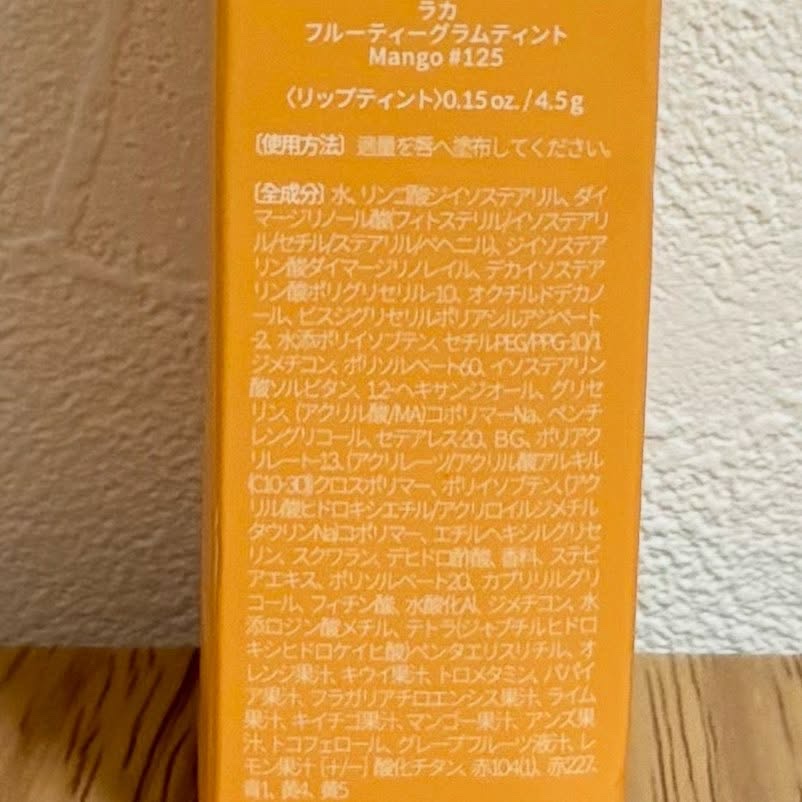 ラカ
フルーティーグラムティント
Mango #125
〈リップティント〉0.15 oz. / 4.5 g
〔使用方法〕 適量を唇へ塗布してください。
〔全成分〕水、リンゴ酸ジイソステアリル、ダイ
マージリノール酸(フィトステリル/イソステアリ
ル/セチル/ステアリル/ベヘニル)、ジイソステア
リン酸ダイマージリノレイル、デカイソステア
リン酸ポリグリセリル-10、オクチルドデカノ
ール、ビスジグリセリルポリアシルアジペート
-2、水添ポリイソブテン、セチルPEG/PPG-10/1
ジメチコン、ポリソルベート60、イソステアリン
酸ソルビタン、1,2-ヘキサンジオール、グリセ
リン、(アクリル酸/MA)コポリマーNa、ペンチ
レングリコール、セテアレス-20、BG、ポリアク
リレート-13、(アクリレーツ/アクリル酸アルキル
(C10-30))クロスポリマー、ポリイソブテン、(アク
リル酸ヒドロキシエチル/アクリロイルジメチル
タウリンNa)コポリマー、エチルヘキシルグリセ
リン、スクワラン、デヒドロ酢酸、香料、ステビ
アエキス、ポリソルベート20、カプリリルグリ
コール、フィチン酸、水酸化Al、ジメチコン、水
添ロジン酸メチル、テトラ(ジ-t-ブチルヒドロ
キシヒドロケイヒ酸)ペンタエリスリチル、オ
レンジ果汁、キウイ果汁、トロメタミン、パパイ
ア果汁、フラガリアチロエンシス果汁、ライム
果汁、キイチゴ果汁、マンゴー果汁、アンズ果
汁、トコフェロール、グレープフルーツ液汁、レ
モン果汁〔+/-〕酸化チタン、赤104(1)、赤227、
青1、黄4、黄5